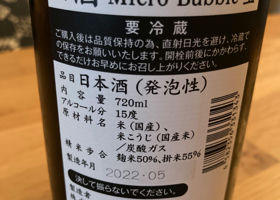 Micro Bubble
要冷蔵
ご購入後は品質保持の為、直射日光を避け、冷蔵で
の保存をお願いいたします。開栓前後にかかわらず、
できるだけお早めにお召し上がりください。
品目 日本酒(発泡性)
内容量 720ml
アルコール分 15度
原材料名 米(国産)、
米こうじ(国産米)
/炭酸ガス
精米歩合 麹米50%、掛米55%
製造年月 2022.05
決して振らないでください。
製造者